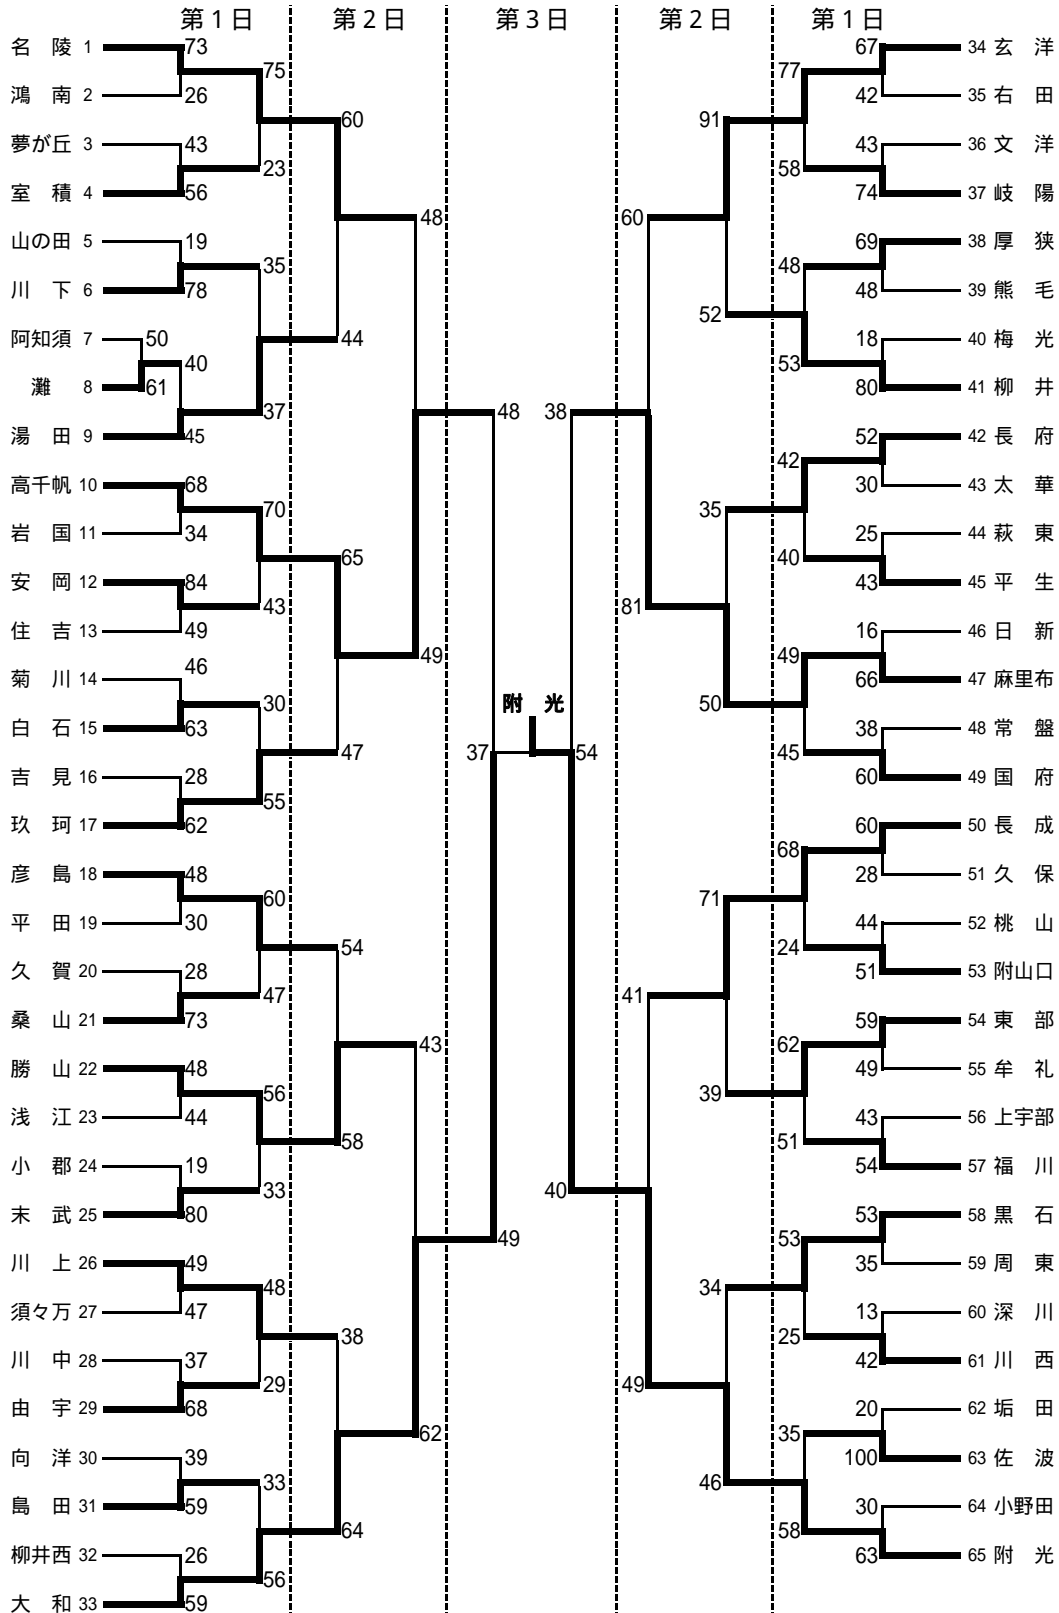 第１日 第２日 第３日 第２日 第１日
名 陵 1 73 67 34 玄 洋
75 77
鴻 南 2 26 42 35 右 田
60 91
夢が丘 3 43 43 36 文 洋
23 58
室 積 4 56 74 37 岐 陽
48 60
山の田 5 19 69 38 厚 狭
35 48
川 下 6 78 48 39 熊 毛
52
阿知須 7 50 44 18 40 梅 光
40 53
灘 8 61 80 41 柳 井
37 48 38
湯 田 9 45 52 42 長 府
42
高千帆 10 68 30 43 太 華
70 35
岩 国 11 34 25 44 萩 東
65 40
安 岡 12 84 43 45 平 生
43 81
住 吉 13 49 16 46 日 新
46 49 49
菊 川 14 66 47 麻里布
30 附 光 50
白 石 15 63 38 48 常 盤
47 37 54 45
吉 見 16 28 60 49 国 府
55
玖 珂 17 62 60 50 長 成
68
彦 島 18 48 28 51 久 保
60 71
平 田 19 30 44 52 桃 山
54 24
久 賀 20 28 51 53 附山口
47 41
桑 山 21 73 59 54 東 部
43 62
勝 山 22 48 49 55 牟 礼
56 39
浅 江 23 44 43 56 上宇部
58 51
小 郡 24 19 54 57 福 川
33 40
末 武 25 80 53 58 黒 石
49 53
川 上 26 49 35 59 周 東
48 34
須々万 27 47 13 60 深 川
38 25
川 中 28 37 42 61 川 西
29 49
由 宇 29 68 20 62 垢 田
62 35
向 洋 30 39 100 63 佐 波
33 46
島 田 31 59 30 64 小野田
64 58
柳井西 32 26 63 65 附 光
56
大 和 33 59